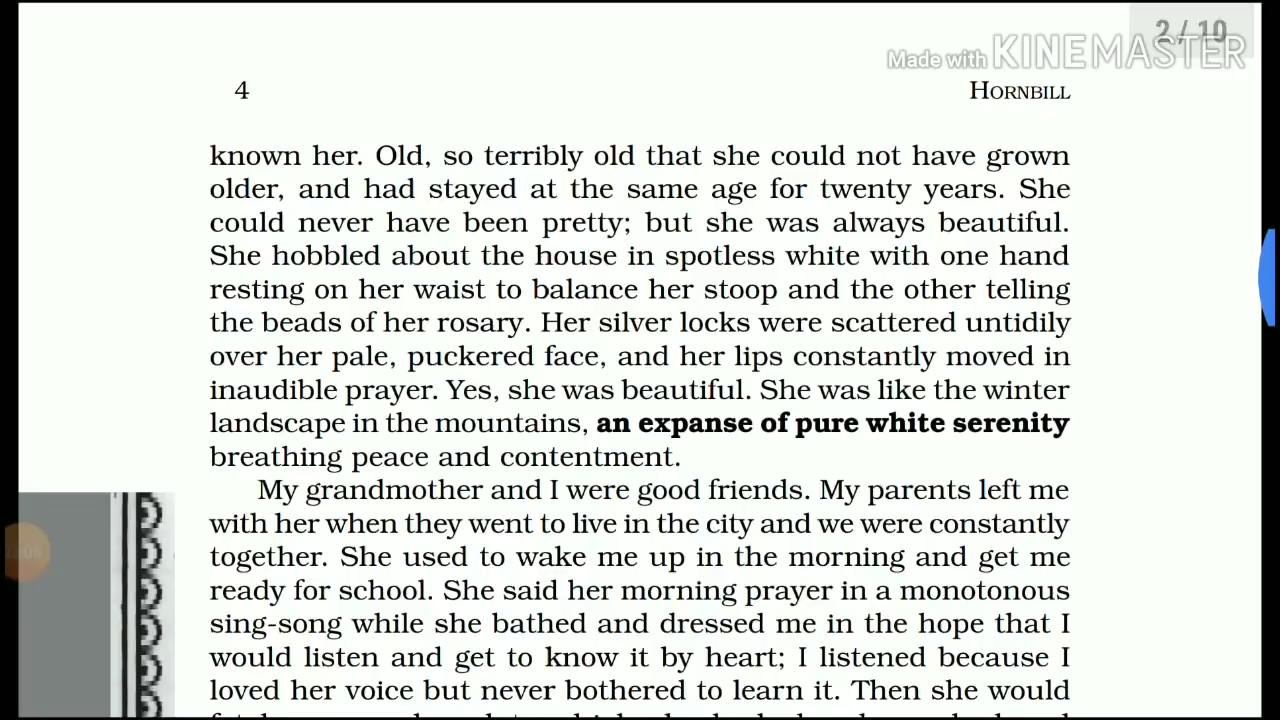 2 / 10
Made with KINEMASTER
4 HORNBILL
known her. Old, so terribly old that she could not have grown
older, and had stayed at the same age for twenty years. She
could never have been pretty; but she was always beautiful.
She hobbled about the house in spotless white with one hand
resting on her waist to balance her stoop and the other telling
the beads of her rosary. Her silver locks were scattered untidily
over her pale, puckered face, and her lips constantly moved in
inaudible prayer. Yes, she was beautiful. She was like the winter
landscape in the mountains, an expanse of pure white serenity
breathing peace and contentment.
My grandmother and I were good friends. My parents left me
with her when they went to live in the city and we were constantly
together. She used to wake me up in the morning and get me
ready for school. She said her morning prayer in a monotonous
sing-song while she bathed and dressed me in the hope that I
would listen and get to know it by heart; I listened because I
loved her voice but never bothered to learn it. Then she would